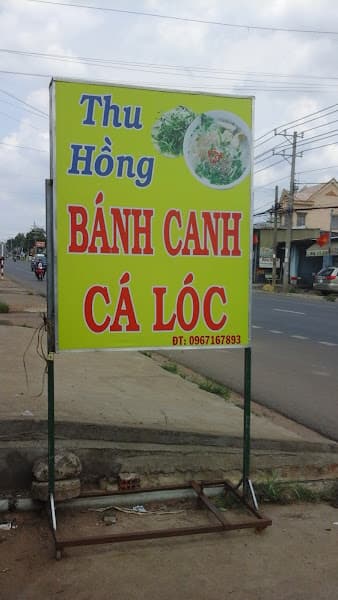 Thu
Hồng
BÁNH CANH
CÁ LÓC
ĐT: 0967167893